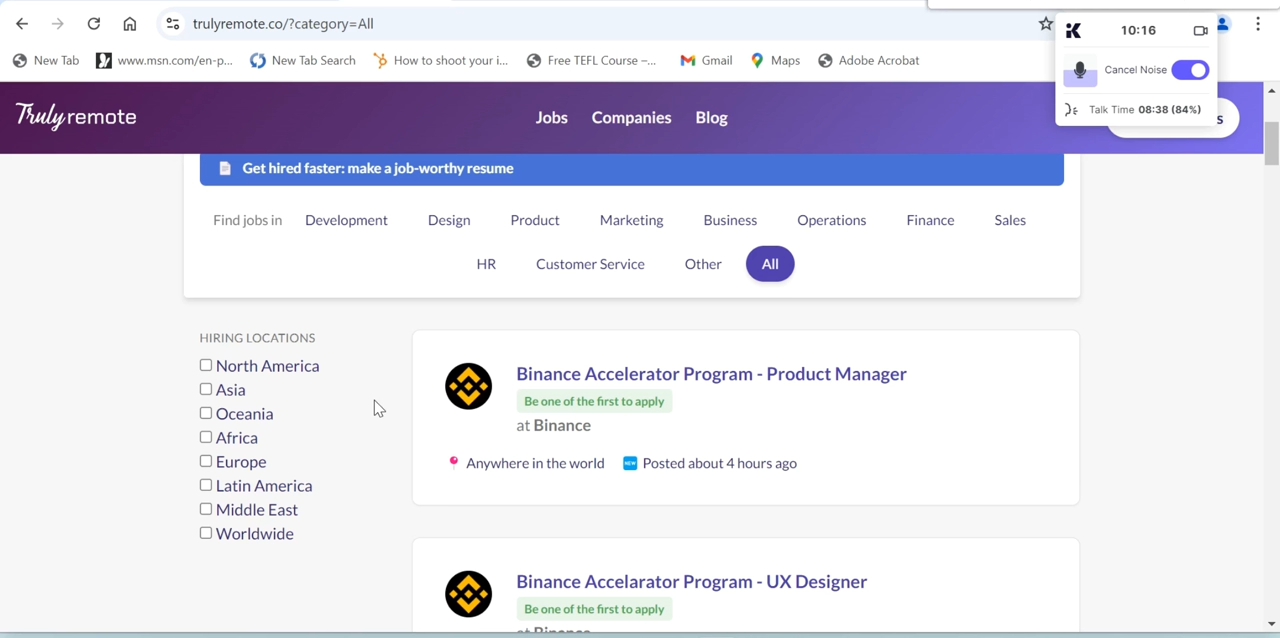 trulyremote.co/?category=All
10:16
New Tab
www.msn.com/en-p...
New Tab Search
How to shoot your i...
Free TEFL Course –...
Gmail
Maps
Adobe Acrobat
Cancel Noise
Talk Time 08:38 (84%)
Truly remote
Jobs
Companies
Blog
s
Get hired faster: make a job-worthy resume
Find jobs in
Development
Design
Product
Marketing
Business
Operations
Finance
Sales
HR
Customer Service
Other
All
HIRING LOCATIONS
North America
Asia
Oceania
Africa
Europe
Latin America
Middle East
Worldwide
Binance Accelerator Program - Product Manager
Be one of the first to apply
at Binance
Anywhere in the world
NEW
Posted about 4 hours ago
Binance Accelarator Program - UX Designer
Be one of the first to apply
at Binance